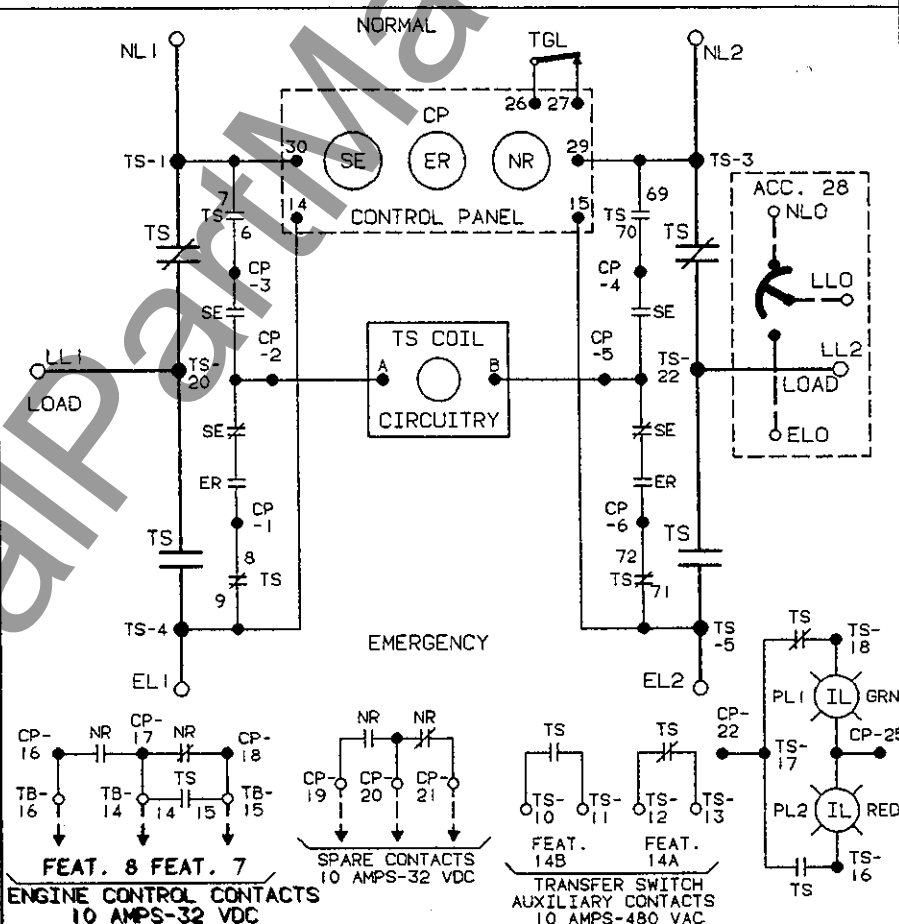 NORMAL
NL1
TGL
NL2
26 27
CP
TS-1
30
SE
ER
NR
29
TS-3
7
TS
6
14
CONTROL PANEL
15
69
TS
70
ACC. 28
NLO
TS
CP
-3
CP
-4
TS
LLO
SE
SE
LL1
TS-
20
CP
-2
A
TS COIL
B
CIRCUITRY
CP
-5
TS-
22
LL2
LOAD
LOAD
SE
SE
ELO
ER
ER
CP
-1
CP
-6
TS
8
TS
9
72
TS
71
TS
TS-4
EMERGENCY
TS
-5
EL1
EL2
TS
TS-
18
PL1
IL
GRN
CP-
16
NR
CP-
17
NR
CP-
18
NR
NR
TS
TS
CP-
22
TS-
17
CP-25
TB-
16
TB-
14
TS
14
15
TB-
15
CP-
19
CP-
20
CP-
21
TS-
10
TS-
11
TS-
12
TS-
13
PL2
IL
RED
TS
TS-
16
FEAT. 8 FEAT. 7
ENGINE CONTROL CONTACTS
10 AMPS-32 VDC
SPARE CONTACTS
10 AMPS-32 VDC
FEAT.
14B
FEAT.
14A
TRANSFER SWITCH
AUXILIARY CONTACTS
10 AMPS-480 VAC